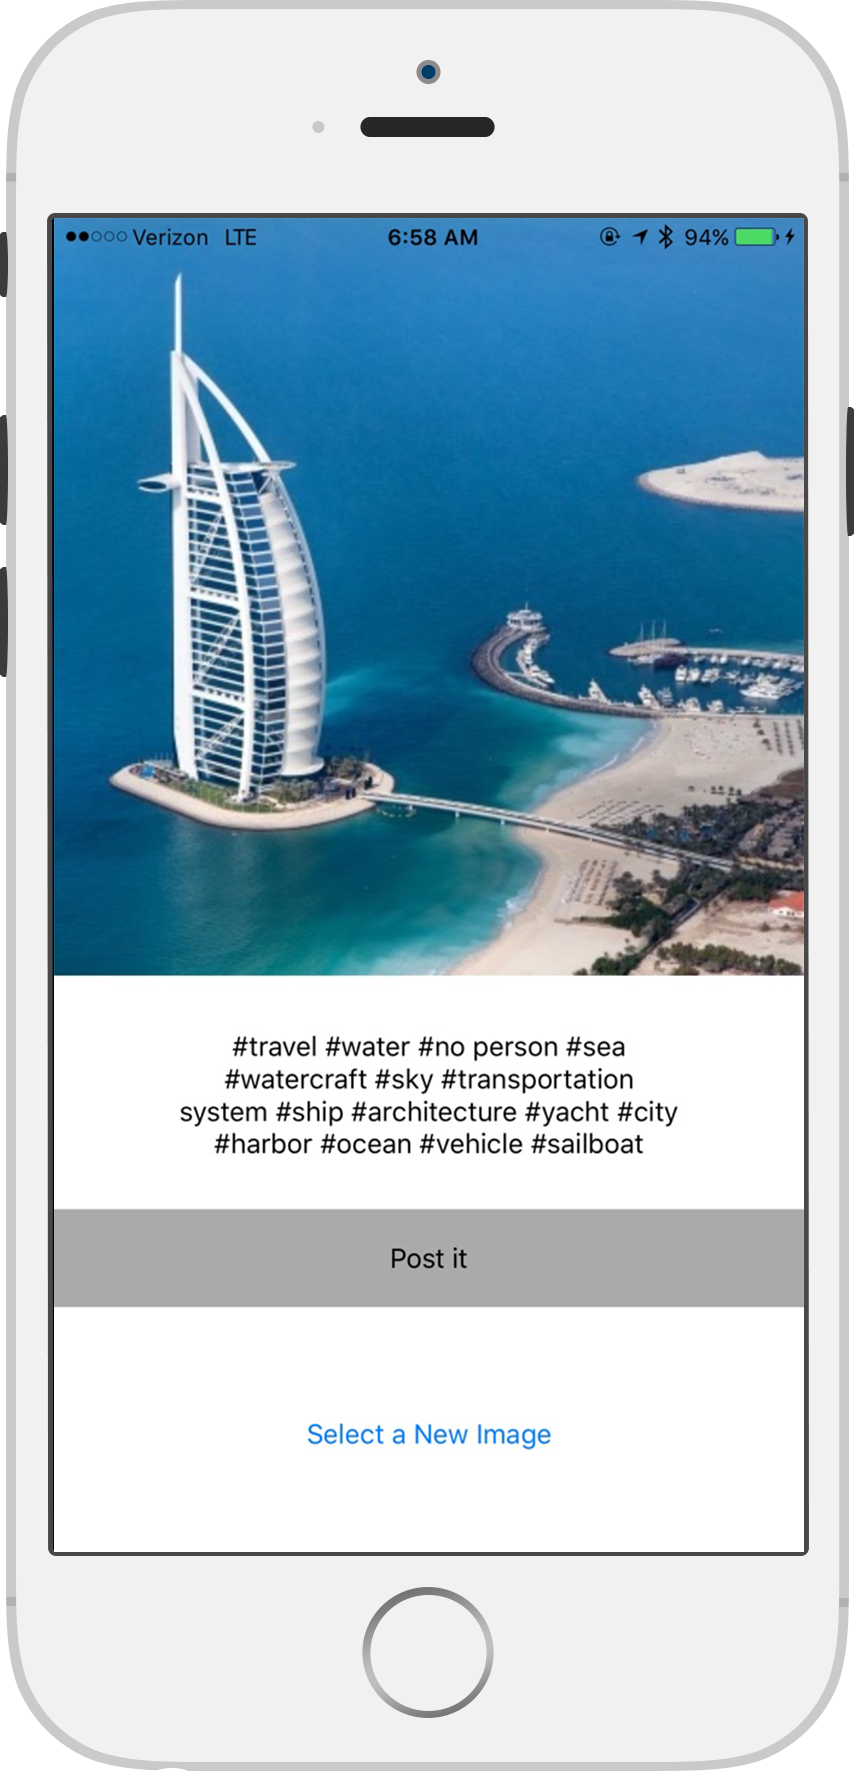 Verizon LTE 6:58 AM 94%
#travel #water #no person #sea
#watercraft #sky #transportation
system #ship #architecture #yacht #city
#harbor #ocean #vehicle #sailboat
Post it
Select a New Image